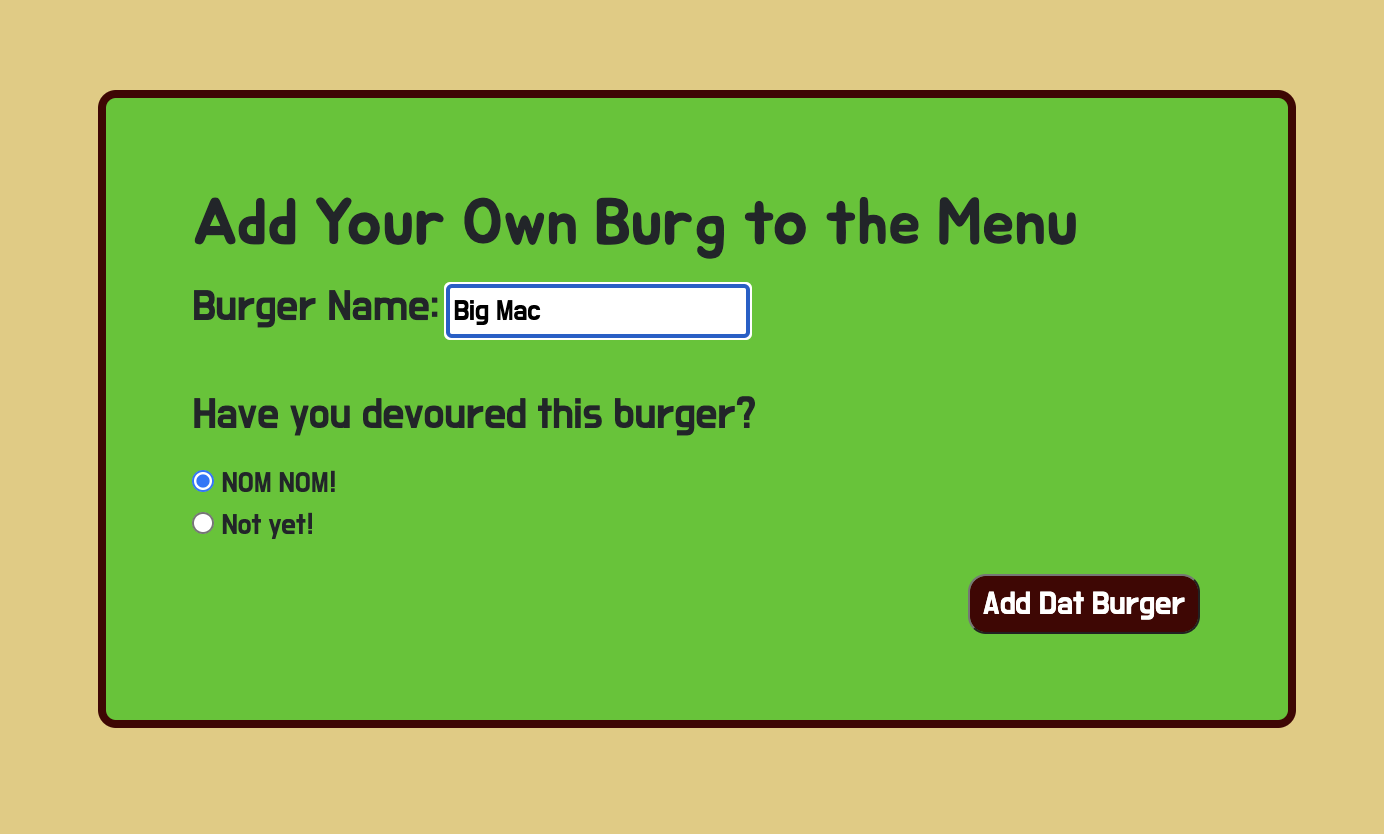 Add Your Own Burg to the Menu
Burger Name: Big Mac
Have you devoured this burger?
NOM NOM!
Not yet!
Add Dat Burger